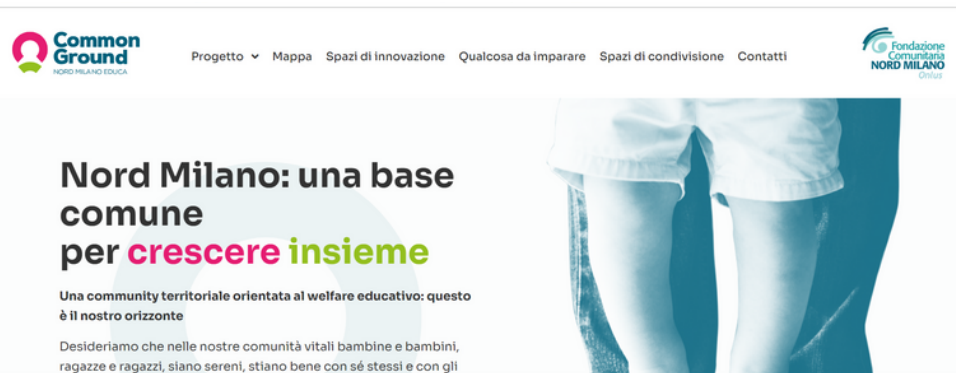 Common
Ground
NORD MILANO EDUCA
Progetto Mappa Spazi di innovazione Qualcosa da imparare Spazi di condivisione Contatti
Fondazione
Comunitaria
NORD MILANO
Onlus
Nord Milano: una base
comune
per crescere insieme
Una community territoriale orientata al welfare educativo: questo
è il nostro orizzonte
Desideriamo che nelle nostre comunità vitali bambine e bambini,
ragazze e ragazzi, siano sereni, stiano bene con sé stessi e con gli